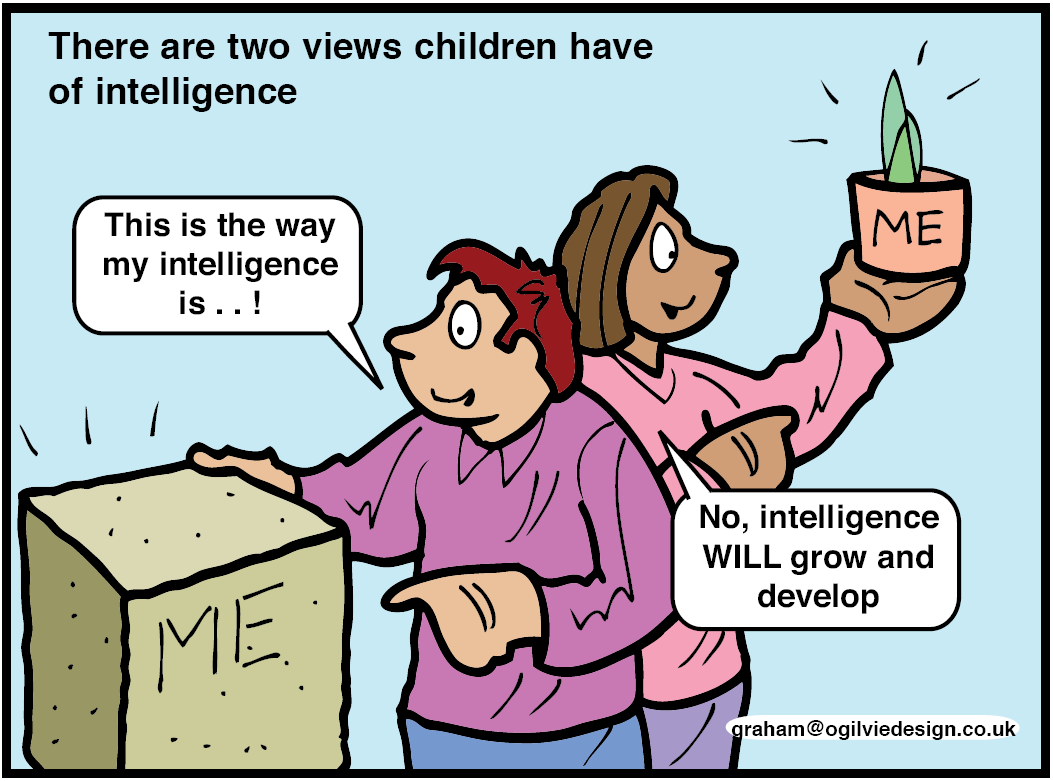 There are two views children have
of intelligence
This is the way
my intelligence
is . . !
ME
ME
No, intelligence
WILL grow and
develop
graham@ogilviedesign.co.uk